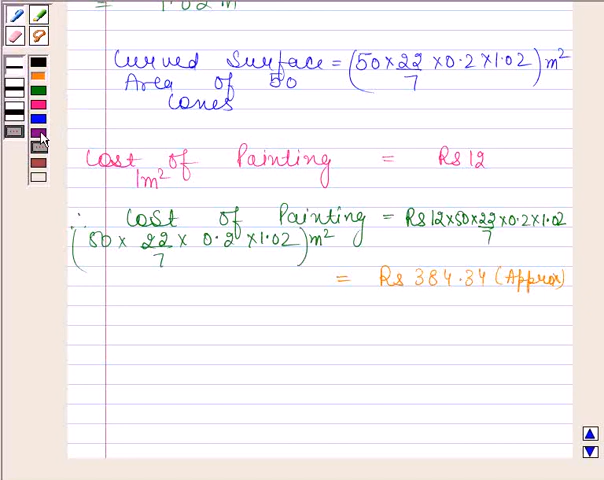 = 1.02 m
Curved Surface = (50 × 22/7 × 0.2 × 1.02) m²
Area of 50
Cones
Cost of Painting = Rs 12
1m²
∴ Cost of Painting = Rs 12×50×22/7×0.2×1.02
(50 × 22/7 × 0.2 × 1.02) m²
= Rs 384.34 (Approx)